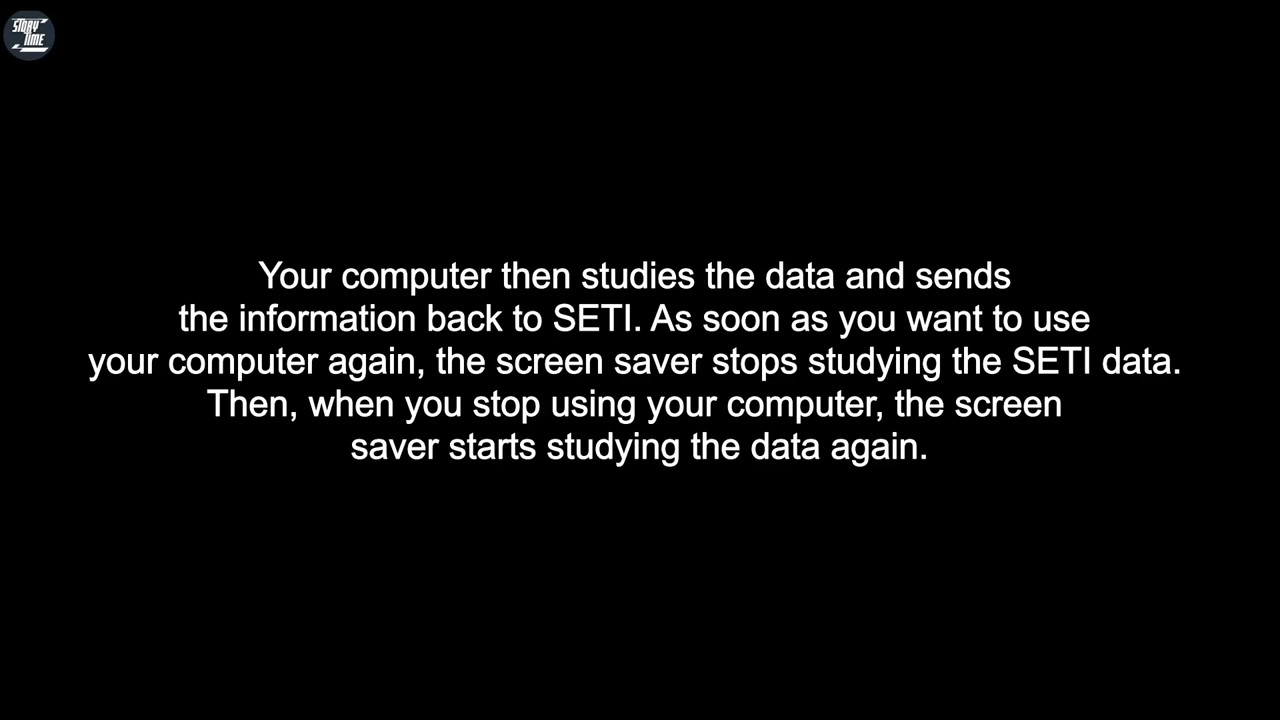 STORY
TIME
Your computer then studies the data and sends
the information back to SETI. As soon as you want to use
your computer again, the screen saver stops studying the SETI data.
Then, when you stop using your computer, the screen
saver starts studying the data again.